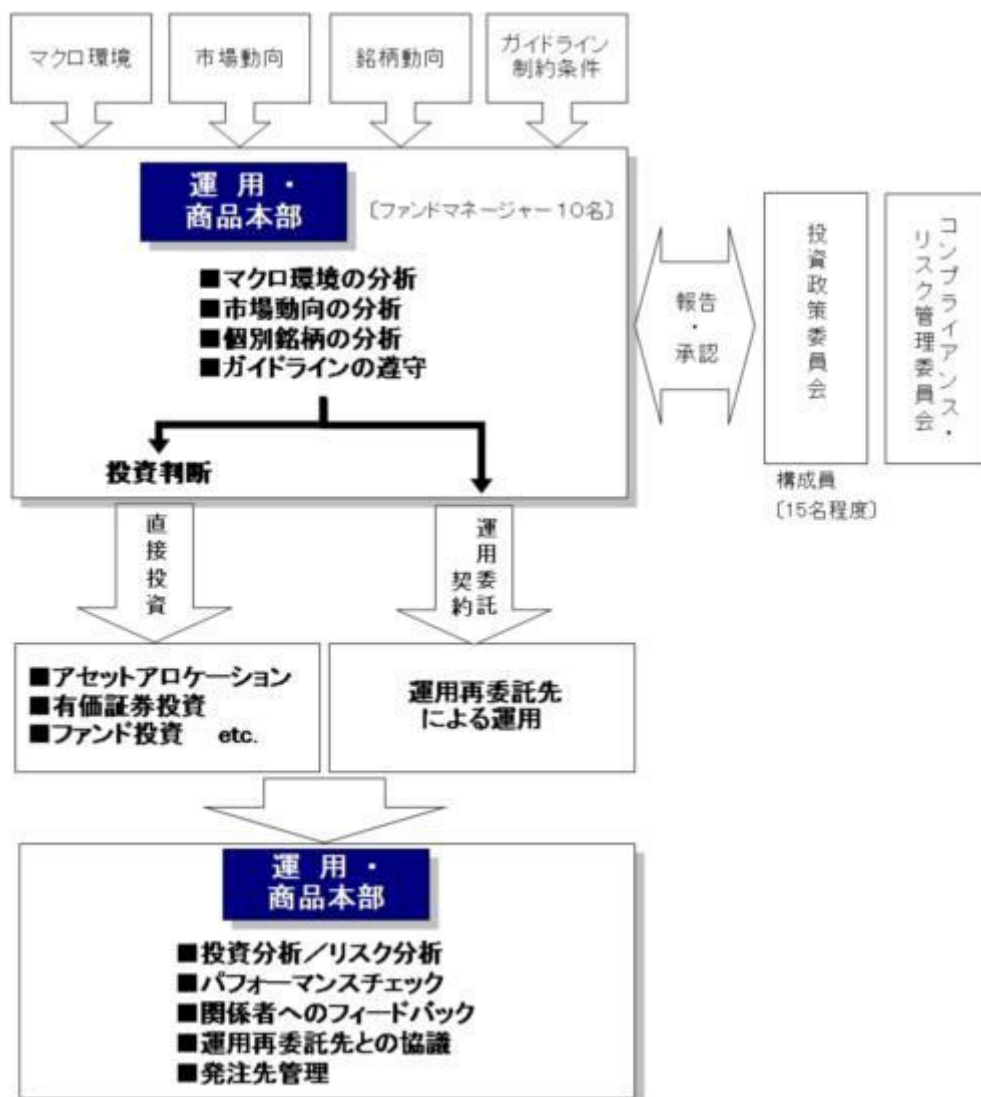 マクロ環境
市場動向
銘柄動向
ガイドライン
制約条件
運 用 ・
商品本部
〔ファンドマネージャー10名〕
■マクロ環境の分析
■市場動向の分析
■個別銘柄の分析
■ガイドラインの遵守
報告
・
承認
投資政策委員会
コンプライアンス・
リスク管理委員会
構成員
〔15名程度〕
投資判断
直接投資
運用委託
契約
■アセットアロケーション
■有価証券投資
■ファンド投資 etc.
運用再委託先
による運用
運 用 ・
商品本部
■投資分析／リスク分析
■パフォーマンスチェック
■関係者へのフィードバック
■運用再委託先との協議
■発注先管理